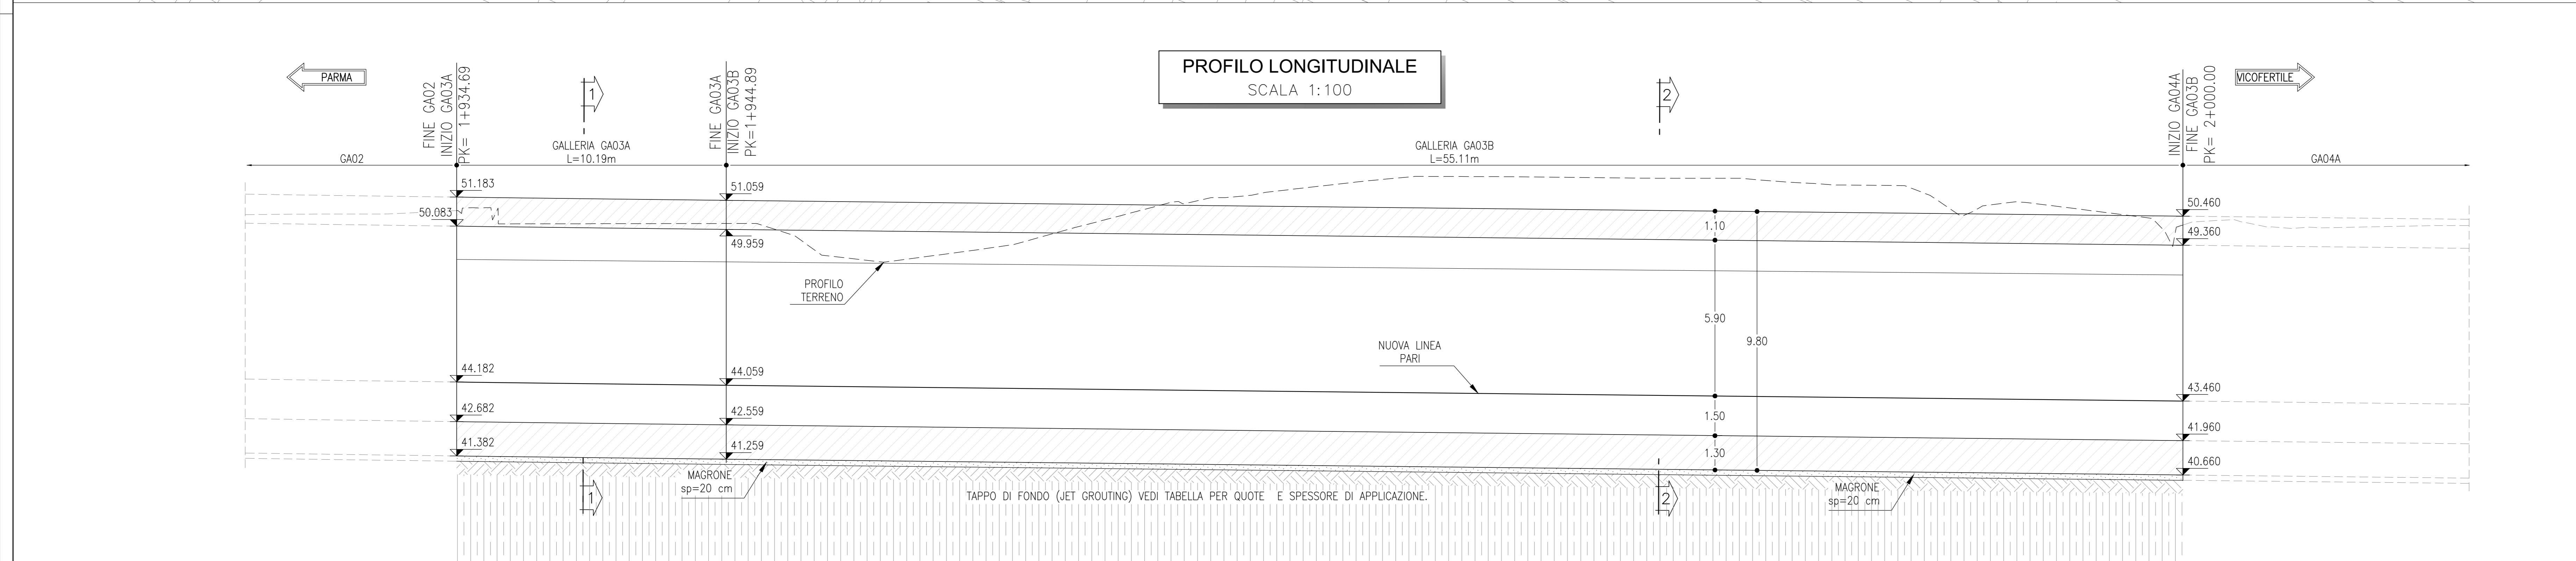 PROFILO LONGITUDINALE
SCALA 1:100
PARMA
VICOFERTILE
FINE GA02
INIZIO GA03A
PK= 1+934.69
1
FINE GA03A
INIZIO GA03B
PK=1+944.89
2
INIZIO GA04A
FINE GA03B
PK= 2+000.00
GA02
GALLERIA GA03A
L=10.19m
GALLERIA GA03B
L=55.11m
GA04A
51.183
51.059
50.460
50.083
49.959
49.360
1.10
PROFILO
TERRENO
5.90
9.80
NUOVA LINEA
PARI
44.182
44.059
43.460
42.682
42.559
1.50
41.960
41.382
41.259
1.30
40.660
MAGRONE
sp=20 cm
1
TAPPO DI FONDO (JET GROUTING) VEDI TABELLA PER QUOTE E SPESSORE DI APPLICAZIONE.
2
MAGRONE
sp=20 cm